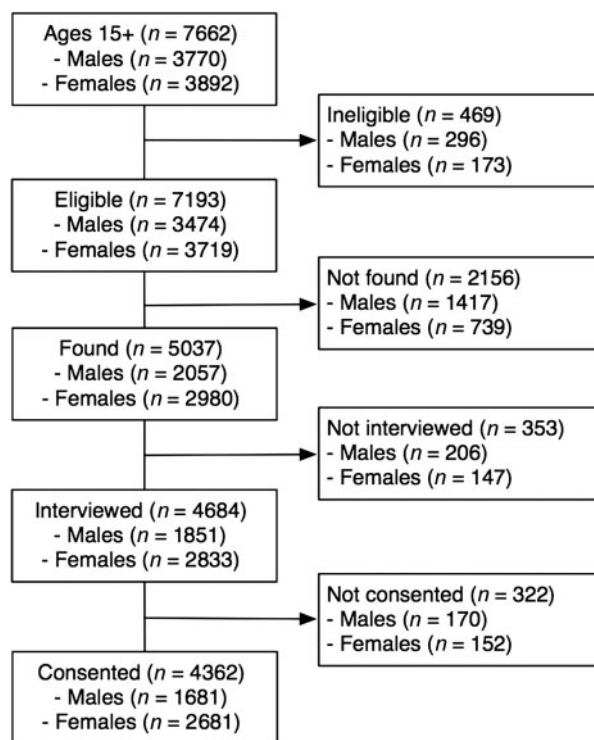 Ages 15+ (n = 7662)
- Males (n = 3770)
- Females (n = 3892)
Ineligible (n = 469)
- Males (n = 296)
- Females (n = 173)
Eligible (n = 7193)
- Males (n = 3474)
- Females (n = 3719)
Not found (n = 2156)
- Males (n = 1417)
- Females (n = 739)
Found (n = 5037)
- Males (n = 2057)
- Females (n = 2980)
Not interviewed (n = 353)
- Males (n = 206)
- Females (n = 147)
Interviewed (n = 4684)
- Males (n = 1851)
- Females (n = 2833)
Not consented (n = 322)
- Males (n = 170)
- Females (n = 152)
Consented (n = 4362)
- Males (n = 1681)
- Females (n = 2681)